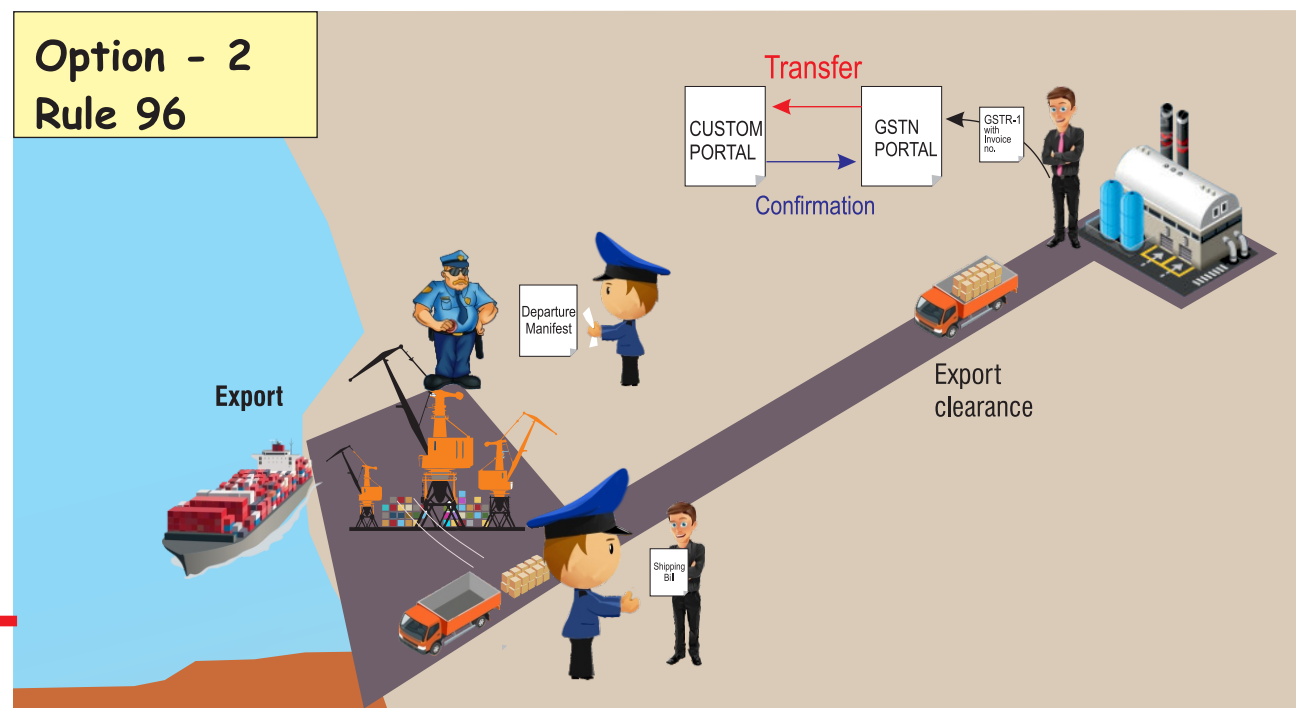 Option - 2
Rule 96
Transfer
CUSTOM
PORTAL
GSTN
PORTAL
GSTR-1
with
Invoice
no.
Confirmation
Departure
Manifest
Export
Export
clearance
Shipping
Bill